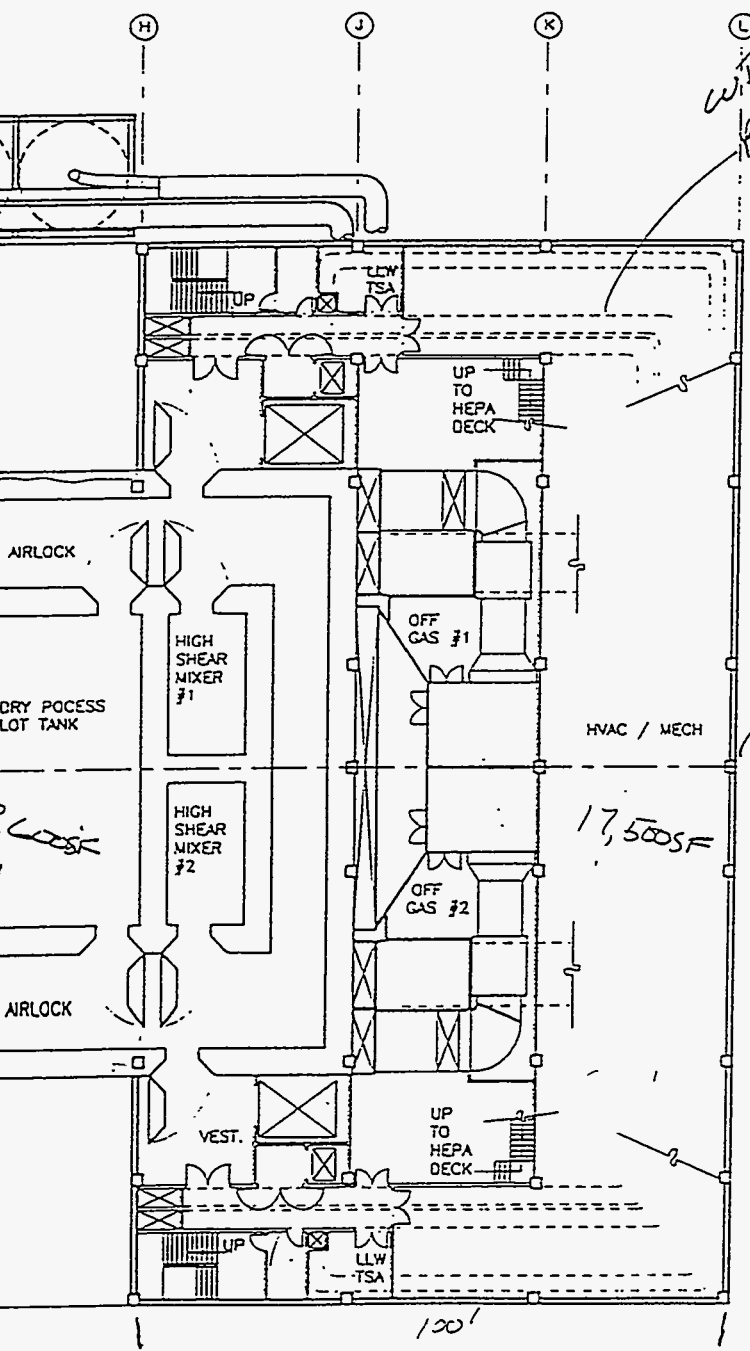 H
J
K
L
LLW
TSA
UP
UP
TO
HEPA
DECK
AIRLOCK
OFF
GAS #1
HIGH
SHEAR
MIXER
#1
DRY POCESS
LOT TANK
HVAC / MECH
HIGH
SHEAR
MIXER
#2
17,500SF
OFF
GAS #2
AIRLOCK
UP
TO
HEPA
DECK
VEST.
UP
LLW
TSA
100'